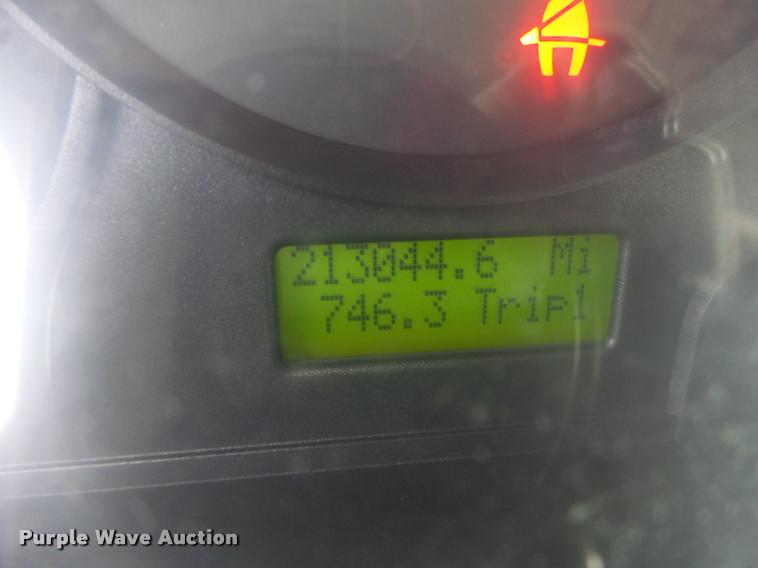 213044.6 Mi
746.3 Trip1
Purple Wave Auction